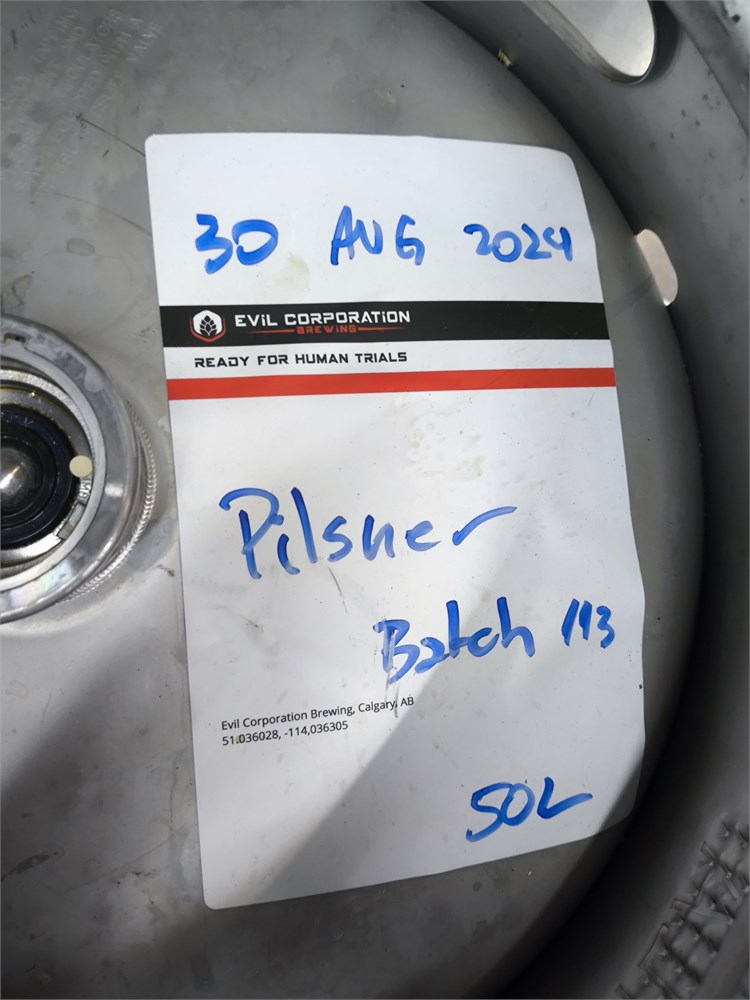 30 AUG 2024
EViL CORPORATiON
BREWiNG
READY FOR HUMAN TRIALS
Pilsner
Batch 113
Evil Corporation Brewing, Calgary, AB
51.036028, -114,036305
50L